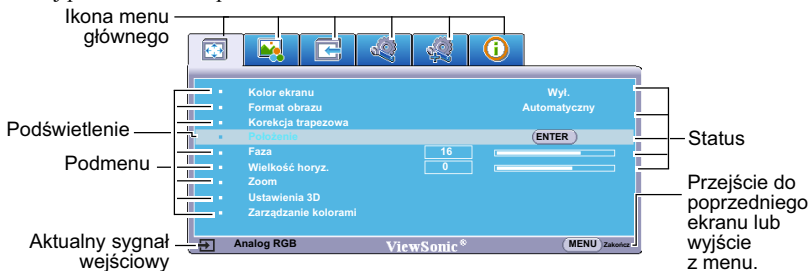 Ikona menu
głównego
Kolor ekranu Wył.
Format obrazu Automatyczny
Korekcja trapezowa
Podświetlenie
Położenie ENTER
Status
Faza 16
Podmenu
Wielkość horyz. 0
Zoom
Ustawienia 3D
Zarządzanie kolorami
Przejście do
poprzedniego
ekranu lub
wyjście
z menu.
Aktualny sygnał
wejściowy
Analog RGB ViewSonic® MENU Zakończ